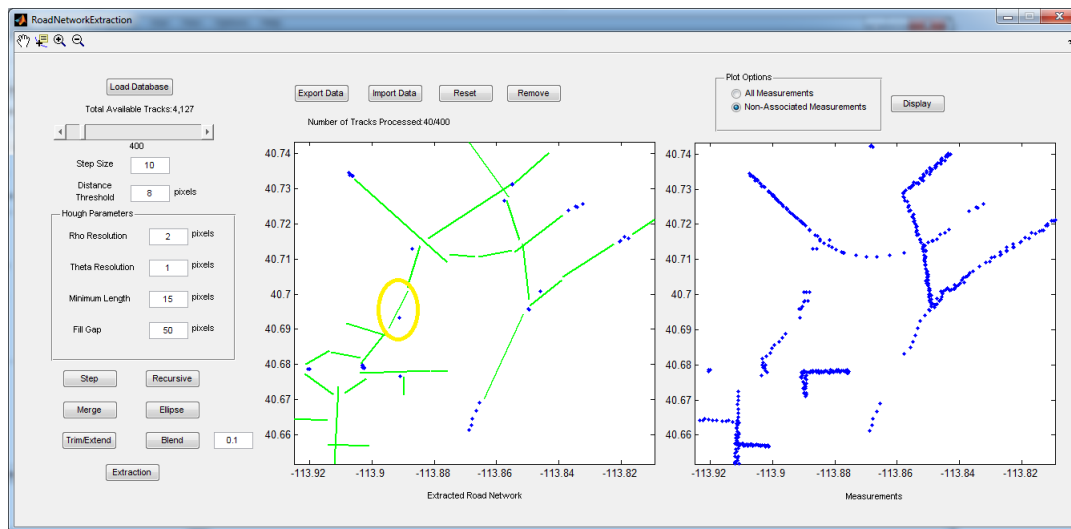 RoadNetworkExtraction
Load Database
Total Available Tracks:4,127
400
Step Size 10
Distance Threshold 8 pixels
Hough Parameters
Rho Resolution 2 pixels
Theta Resolution 1 pixels
Minimum Length 15 pixels
Fill Gap 50 pixels
Step Recursive
Merge Ellipse
Trim/Extend Blend 0.1
Extraction
Export Data Import Data Reset Remove
Number of Tracks Processed:40/400
40.74
40.73
40.72
40.71
40.7
40.69
40.68
40.67
40.66
-113.92 -113.9 -113.88 -113.86 -113.84 -113.82
Extracted Road Network
Plot Options
All Measurements
Non-Associated Measurements
Display
40.74
40.73
40.72
40.71
40.7
40.69
40.68
40.67
40.66
-113.92 -113.9 -113.88 -113.86 -113.84 -113.82
Measurements